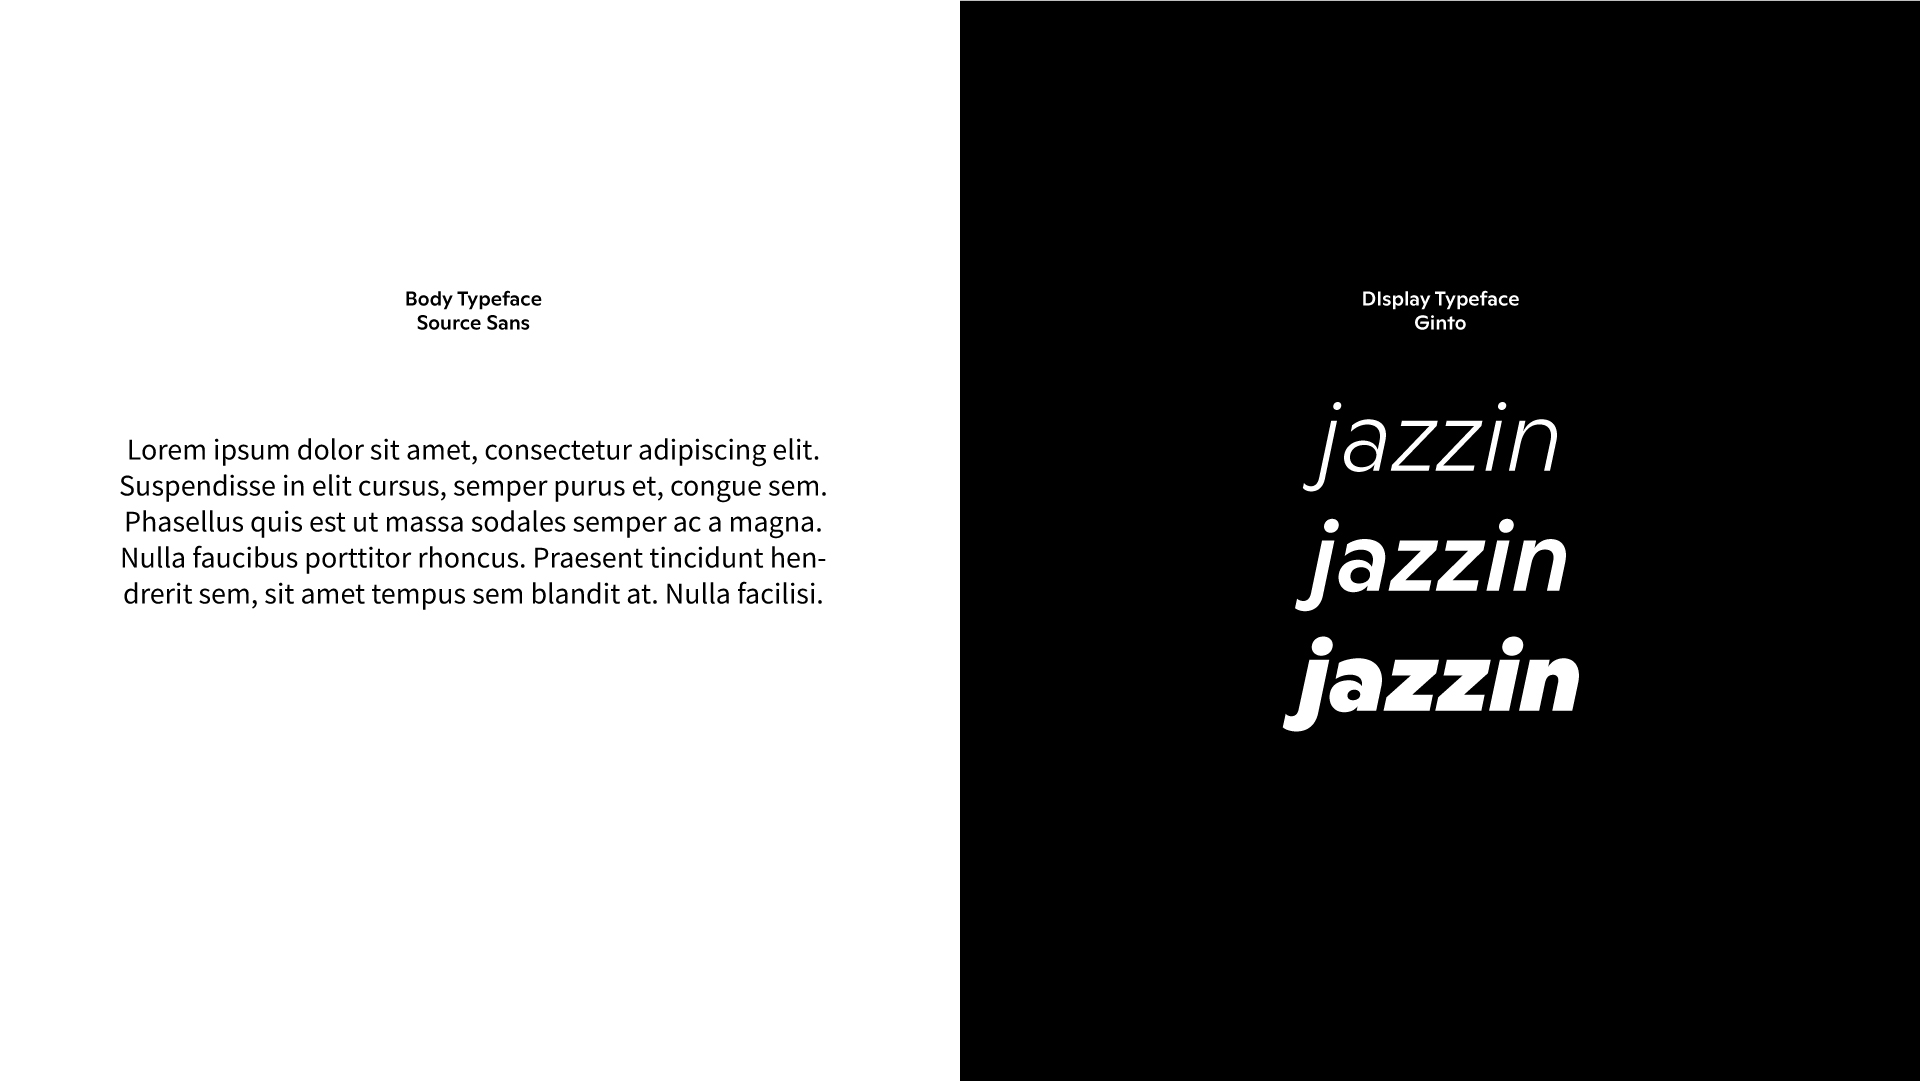 Body Typeface
Source Sans
Lorem ipsum dolor sit amet, consectetur adipiscing elit.
Suspendisse in elit cursus, semper purus et, congue sem.
Phasellus quis est ut massa sodales semper ac a magna.
Nulla faucibus porttitor rhoncus. Praesent tincidunt hen-
drerit sem, sit amet tempus sem blandit at. Nulla facilisi.
DIsplay Typeface
Ginto
jazzin
jazzin
jazzin